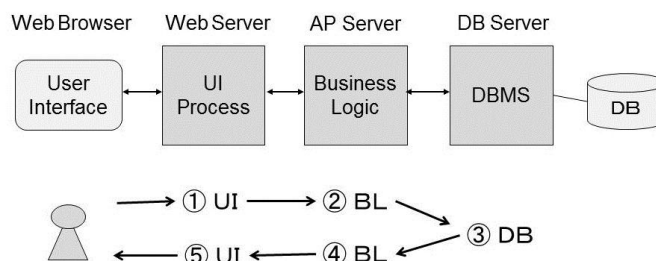 Web Browser
Web Server
AP Server
DB Server
User
Interface
UI
Process
Business
Logic
DBMS
DB
① UI
② BL
③ DB
④ BL
⑤ UI